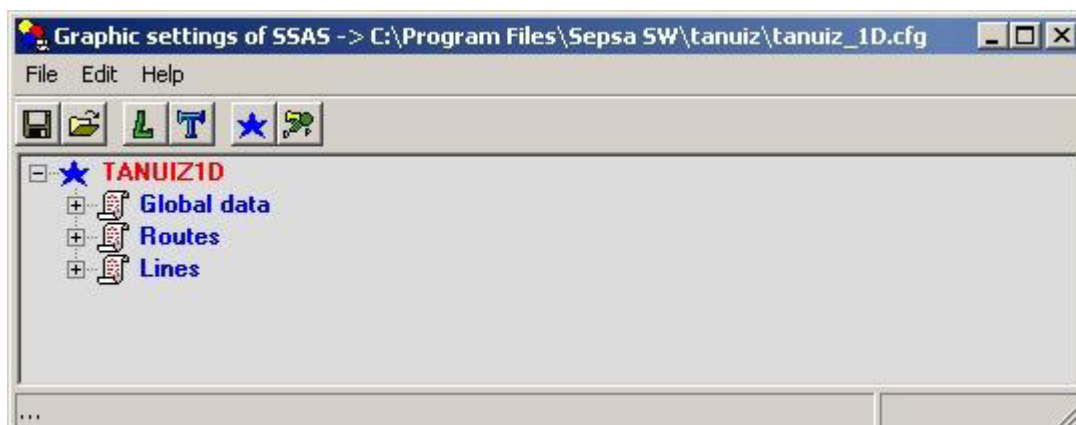 Graphic settings of SSAS -> C:\Program Files\Sepsa SW\tanuiz\tanuiz_1D.cfg
File Edit Help
TANUIZ1D
Global data
Routes
Lines
...